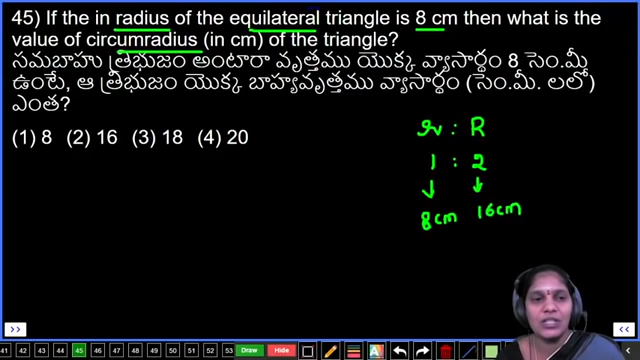 45) If the in radius of the equilateral triangle is 8 cm then what is the
value of circumradius (in cm) of the triangle?
సమబాహు త్రిభుజం అంటారా వృత్తము యొక్క వ్యాసార్ధం 8 సెం.మీ
ఉంటే, ఆ త్రిభుజం యొక్క బాహ్యవృత్తము వ్యాసార్ధం (సెం.మీ. లలో)
ఎంత?
(1) 8 (2) 16 (3) 18 (4) 20
r : R
1 : 2
8cm 16cm
>> 41 42 43 44 45 46 47 48 49 50 51 52 53 Draw Hide >>